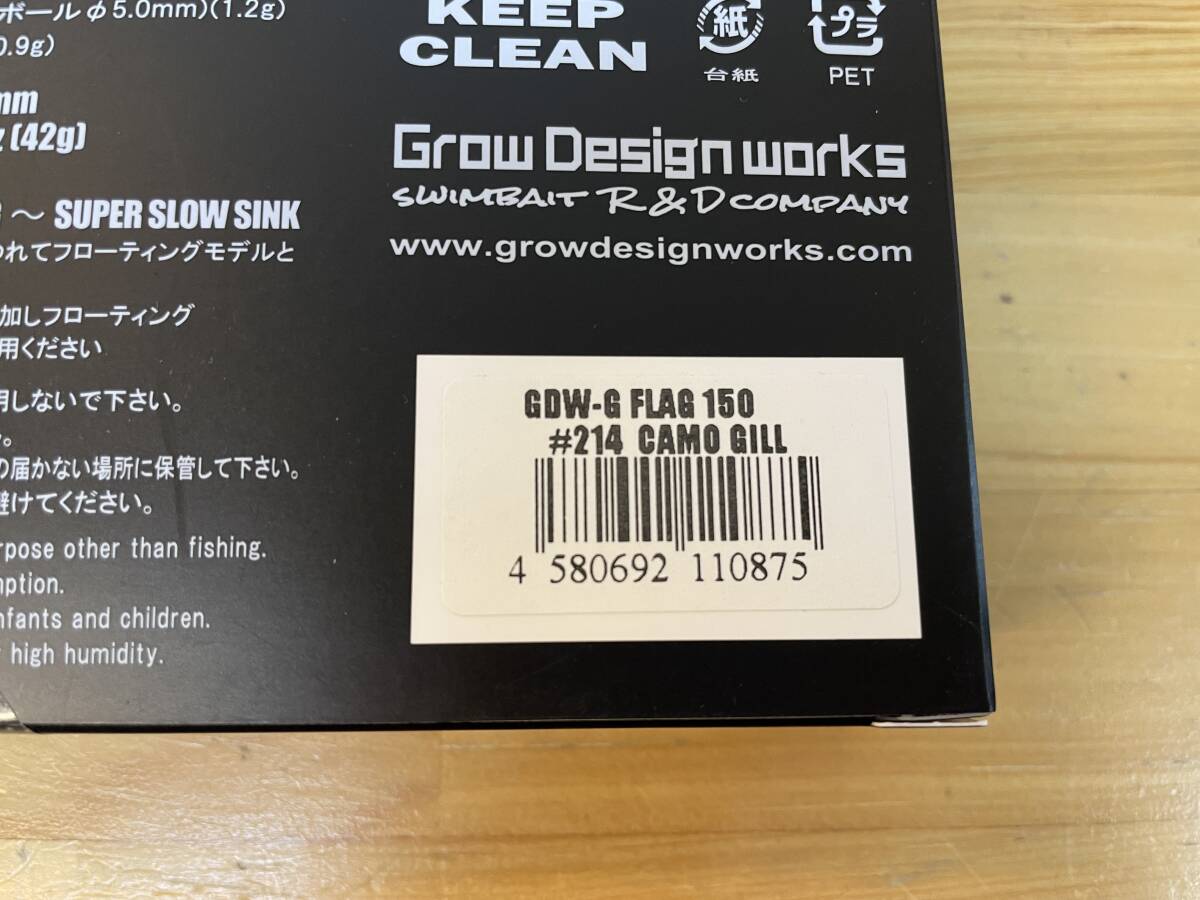 ボールφ5.0mm)(1.2g)
0.9g)
mm
(42g)
～ SUPER SLOW SINK
われてフローティングモデルと
加しフローティング
用ください
用しないで下さい。
の届かない場所に保管して下さい。
避けてください。
rpose other than fishing.
mption.
nfants and children.
high humidity.
KEEP
CLEAN
紙
台紙
プラ
PET
Grow Design works
SWIMBAIT R&D COMPANY
www.growdesignworks.com
GDW-G FLAG 150
#214 CAMO GILL
4 580692 110875